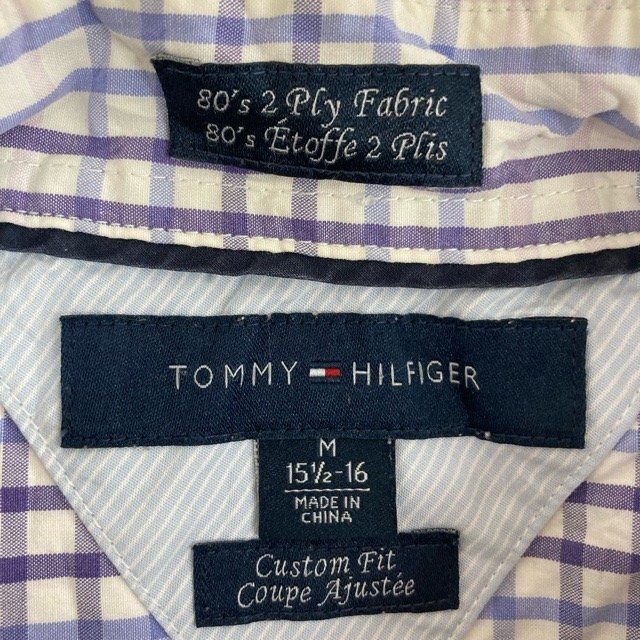 80's 2 Ply Fabric
80's Étoffe 2 Plis
TOMMY HILFIGER
M
15½-16
MADE IN
CHINA
Custom Fit
Coupe Ajustée